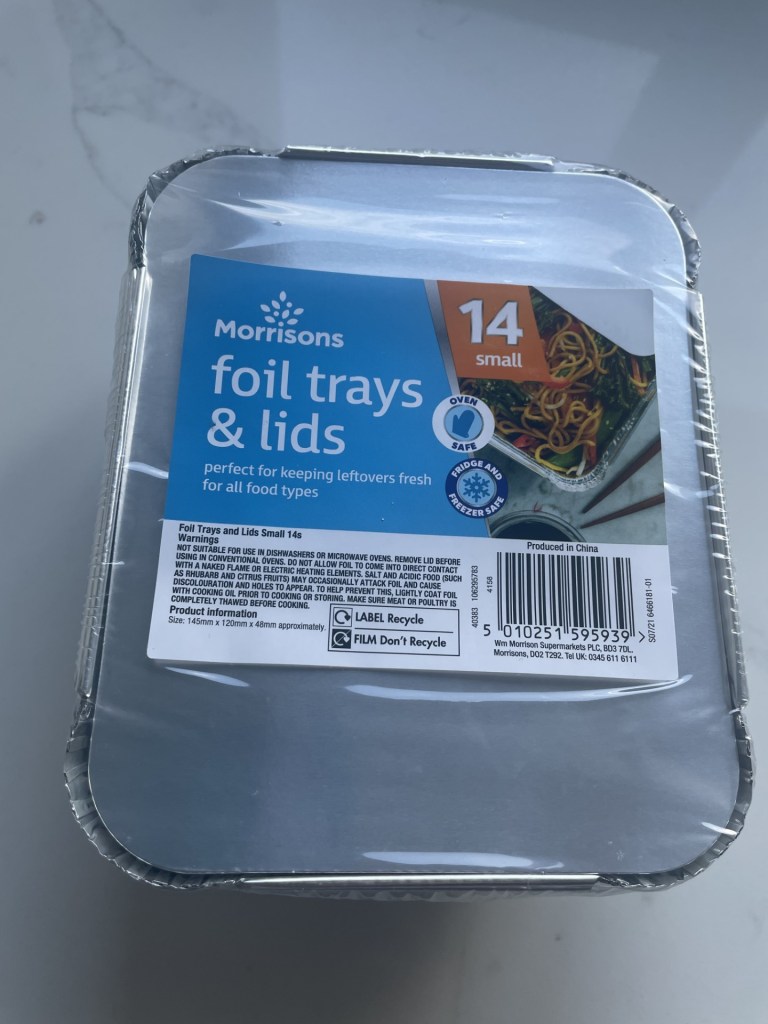 Morrisons
foil trays
& lids
perfect for keeping leftovers fresh
for all food types
14
small
OVEN
SAFE
FRIDGE AND
FREEZER SAFE
Foil Trays and Lids Small 14s
Warnings
NOT SUITABLE FOR USE IN DISHWASHERS OR MICROWAVE OVENS. REMOVE LID BEFORE
USING IN CONVENTIONAL OVENS. DO NOT ALLOW FOIL TO COME INTO DIRECT CONTACT
WITH A NAKED FLAME OR ELECTRIC HEATING ELEMENTS. SALT AND ACIDIC FOOD (SUCH
AS RHUBARB AND CITRUS FRUITS) MAY OCCASIONALLY ATTACK FOIL AND CAUSE
DISCOLOURATION AND HOLES TO APPEAR. TO HELP PREVENT THIS, LIGHTLY COAT FOIL
WITH COOKING OIL PRIOR TO COOKING OR STORING. MAKE SURE MEAT OR POULTRY IS
COMPLETELY THAWED BEFORE COOKING.
Product information
Size: 145mm x 120mm x 48mm approximately.
LABEL Recycle
FILM Don't Recycle
40383 106295783
4158
Produced in China
5 010251 595939 >
S07/21 6466181-01
Wm Morrison Supermarkets PLC, BD3 7DL.
Morrisons, D02 T292. Tel UK: 0345 611 6111